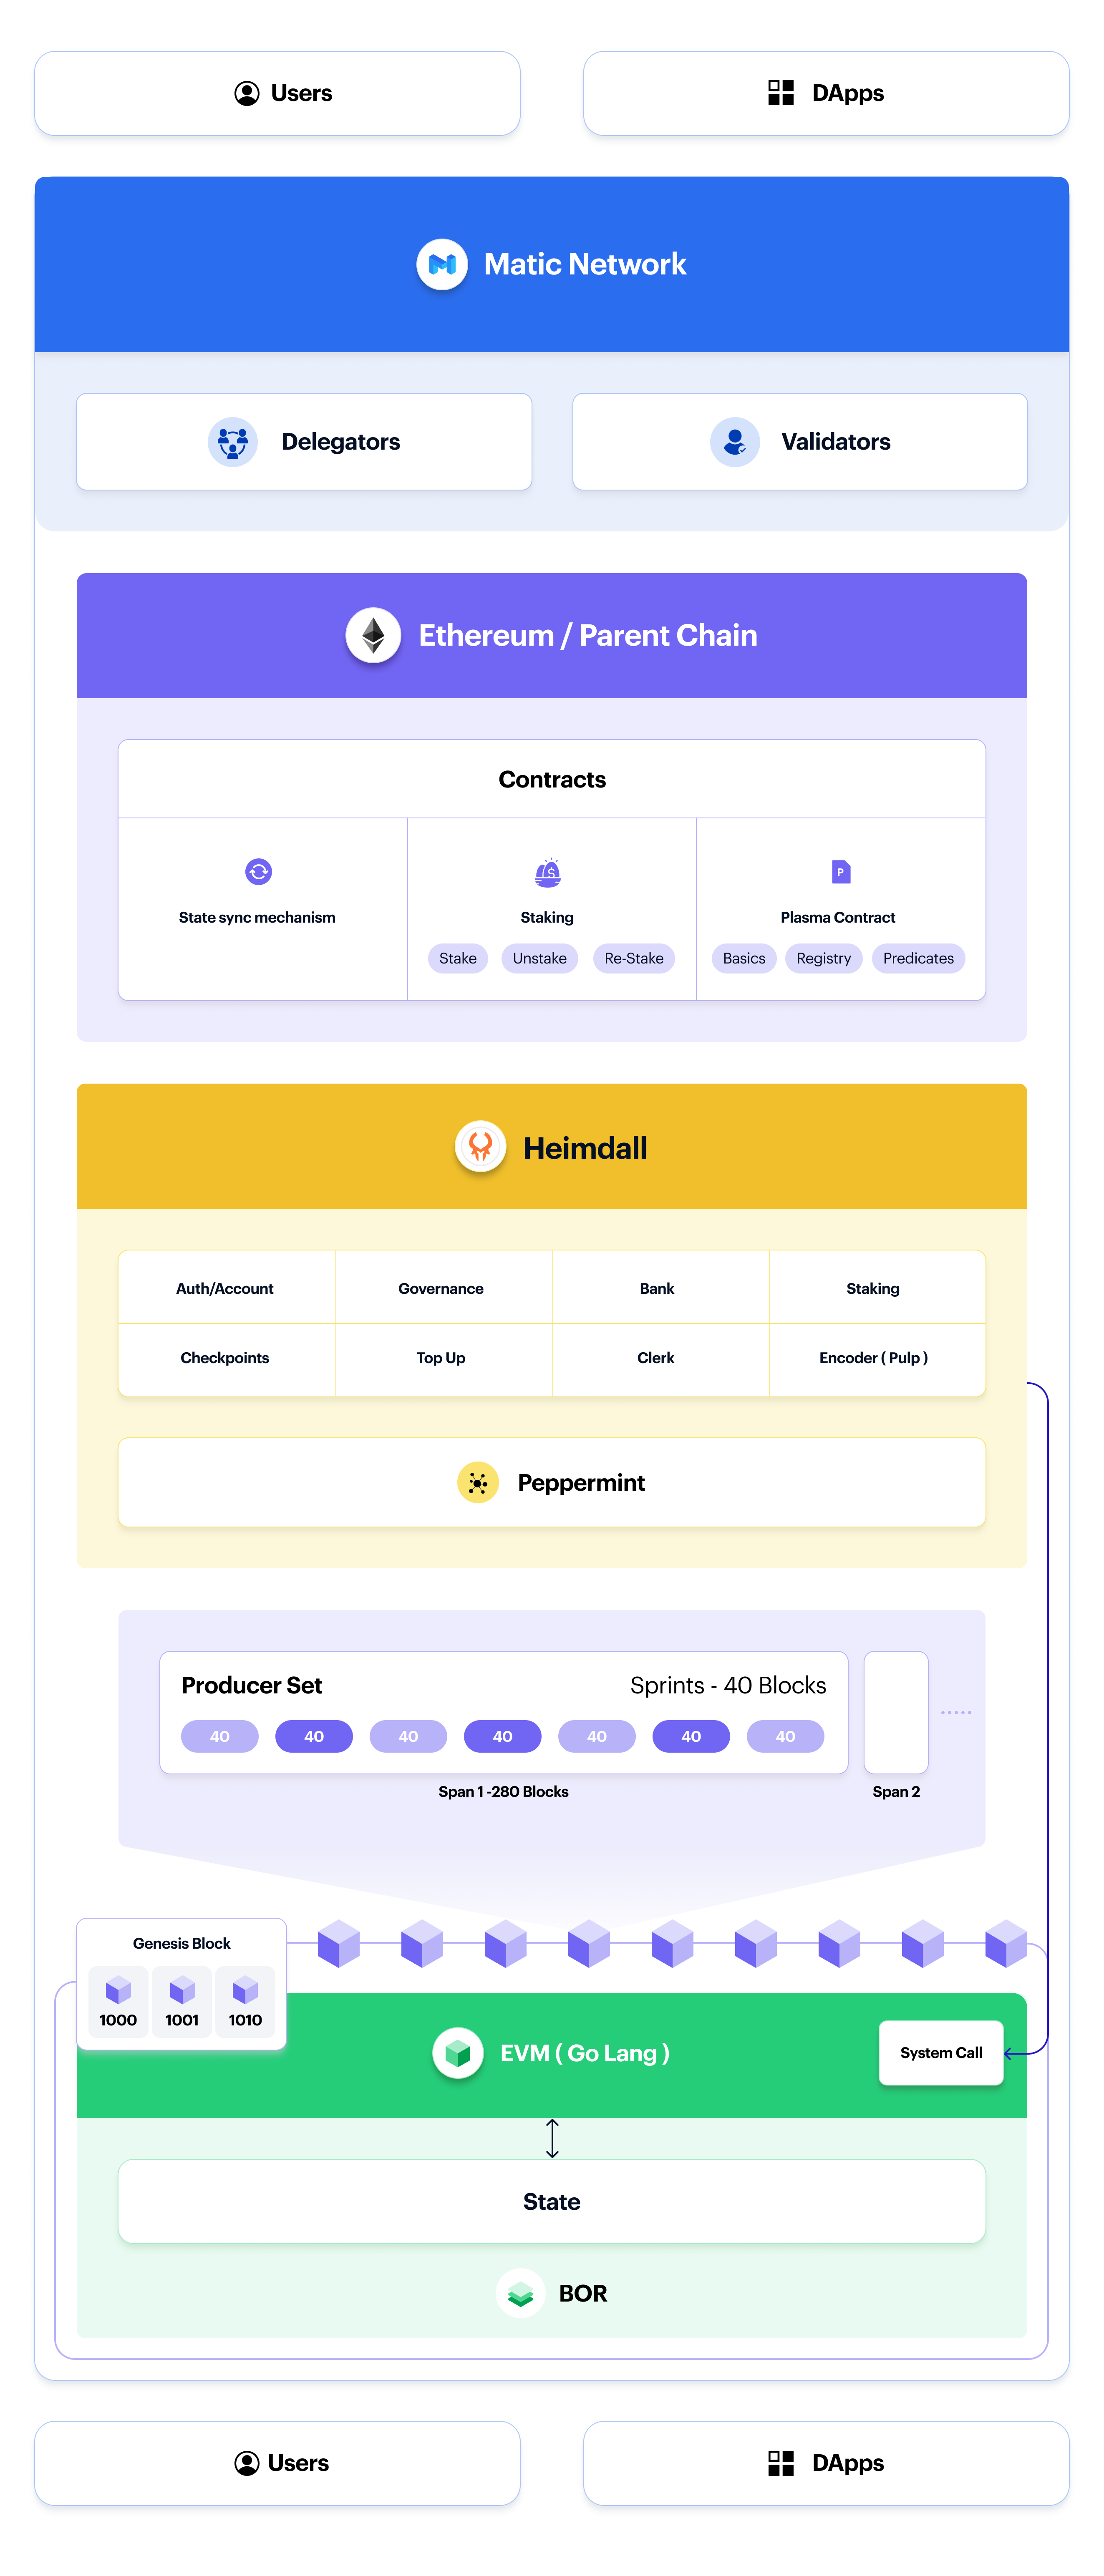 Users
DApps
Matic Network
Delegators
Validators
Ethereum / Parent Chain
Contracts
State sync mechanism
Staking
Plasma Contract
P
Stake
Unstake
Re-Stake
Basics
Registry
Predicates
Heimdall
Auth/Account
Governance
Bank
Staking
Checkpoints
Top Up
Clerk
Encoder ( Pulp )
Peppermint
Producer Set
Sprints - 40 Blocks
40
40
40
40
40
40
40
Span 1 -280 Blocks
Span 2
Genesis Block
1000
1001
1010
EVM ( Go Lang )
System Call
State
BOR
Users
DApps